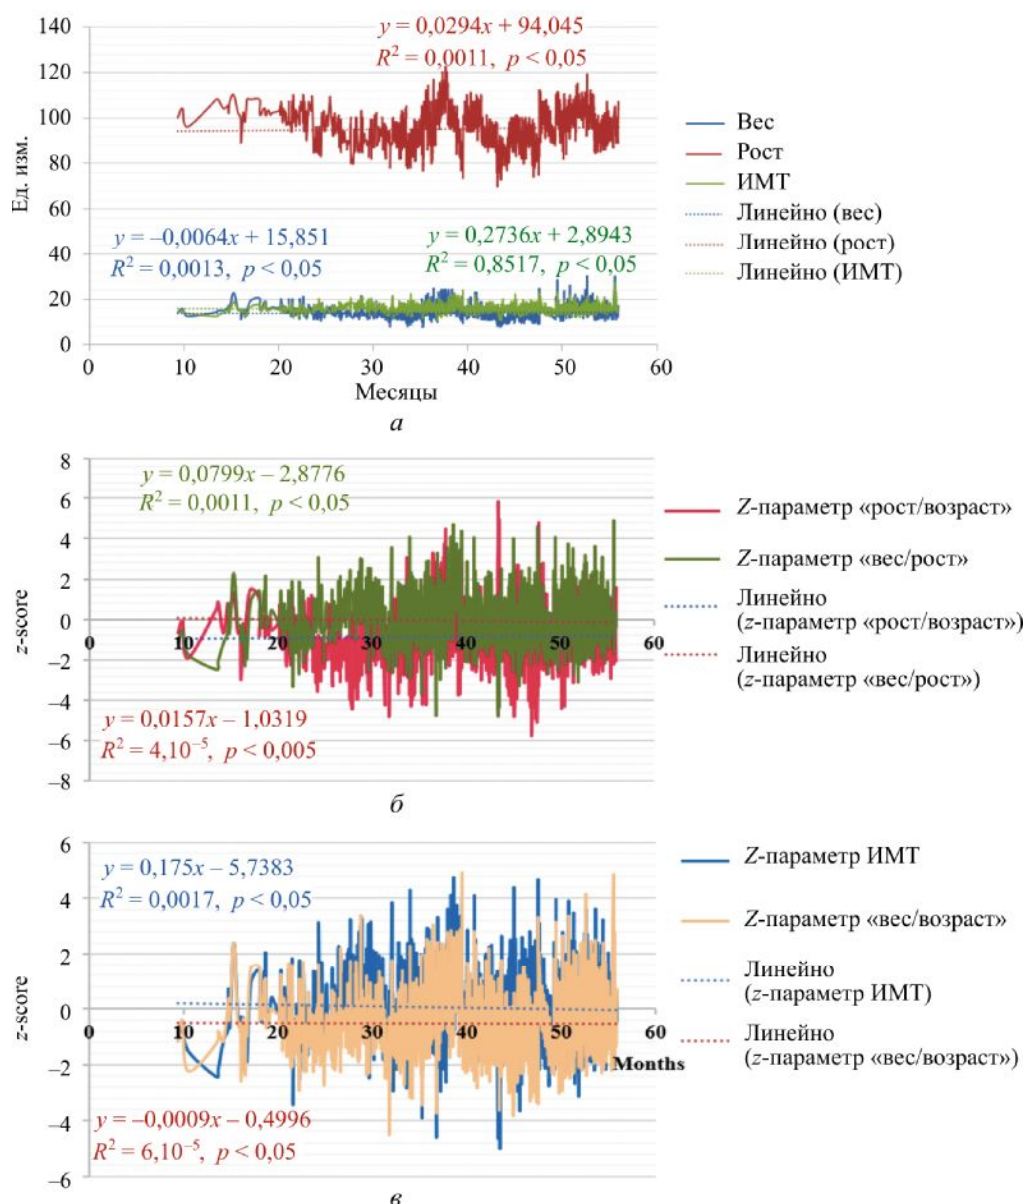 140
120
100
80
60
40
20
0
Ед. изм.
y = 0,0294x + 94,045
R² = 0,0011, p < 0,05
y = –0,0064x + 15,851
R² = 0,0013, p < 0,05
y = 0,2736x + 2,8943
R² = 0,8517, p < 0,05
0 10 20 30 40 50 60
Месяцы
Вес
Рост
ИМТ
Линейно (вес)
Линейно (рост)
Линейно (ИМТ)
а
8
6
4
2
0
–2
–4
–6
–8
z-score
y = 0,0799x – 2,8776
R² = 0,0011, p < 0,05
0 10 20 30 40 50 60
y = 0,0157x – 1,0319
R² = 4,10⁻⁵, p < 0,005
Z-параметр «рост/возраст»
Z-параметр «вес/рост»
Линейно
(z-параметр «рост/возраст»)
Линейно
(z-параметр «вес/рост»)
б
6
4
2
0
–2
–4
–6
z-score
y = 0,175x – 5,7383
R² = 0,0017, p < 0,05
0 10 20 30 40 50 60
Months
y = –0,0009x – 0,4996
R² = 6,10⁻⁵, p < 0,05
Z-параметр ИМТ
Z-параметр «вес/возраст»
Линейно
(z-параметр ИМТ)
Линейно
(z-параметр «вес/возраст»)
в